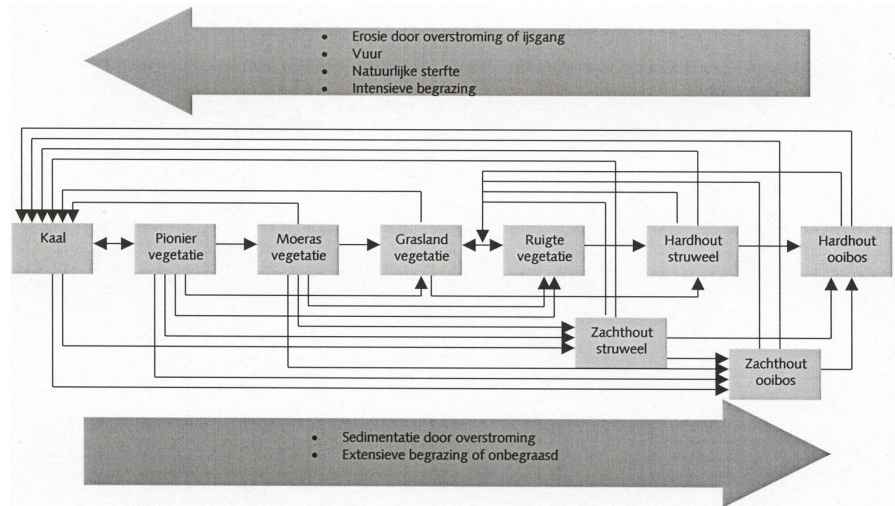 • Erosie door overstroming of ijsgang
• Vuur
• Natuurlijke sterfte
• Intensieve begrazing
Kaal
Pionier
vegetatie
Moeras
vegetatie
Grasland
vegetatie
Ruigte
vegetatie
Hardhout
struweel
Hardhout
ooibos
Zachthout
struweel
Zachthout
ooibos
• Sedimentatie door overstroming
• Extensieve begrazing of onbegraasd